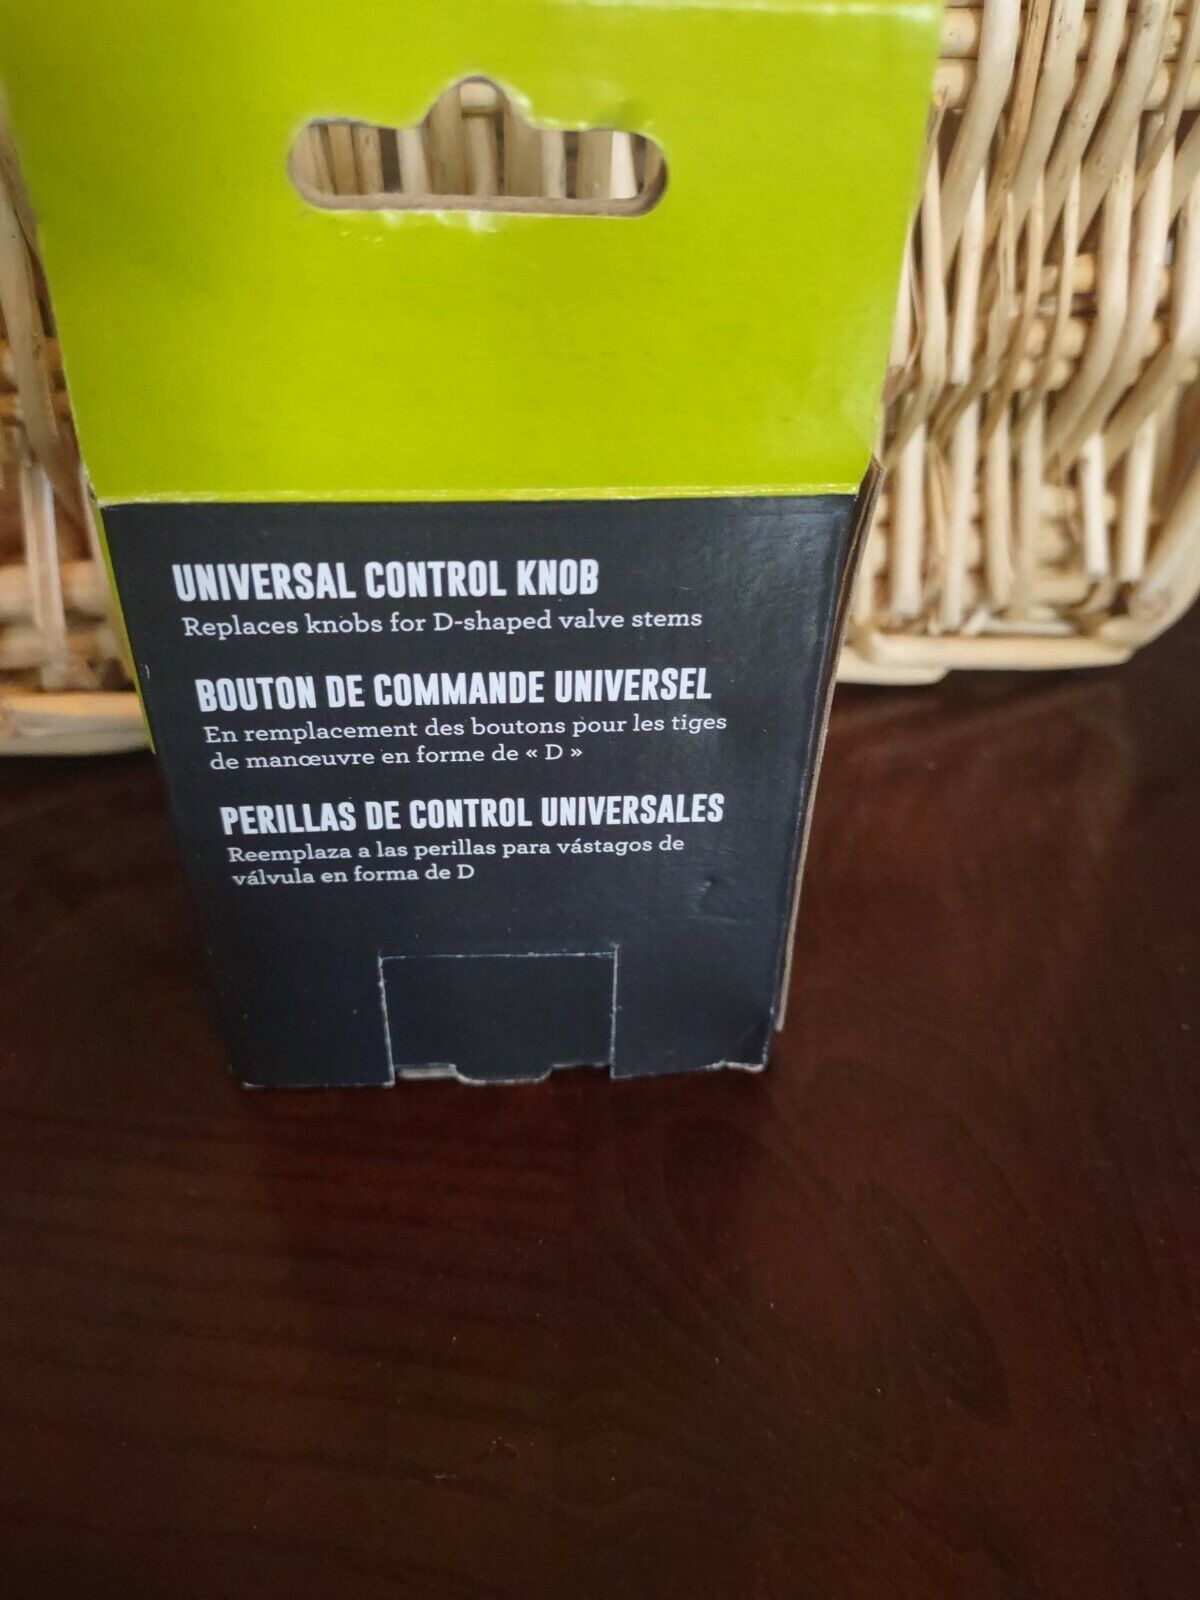 UNIVERSAL CONTROL KNOB
Replaces knobs for D-shaped valve stems
BOUTON DE COMMANDE UNIVERSEL
En remplacement des boutons pour les tiges
de manœuvre en forme de « D »
PERILLAS DE CONTROL UNIVERSALES
Reemplaza a las perillas para vástagos de
válvula en forma de D